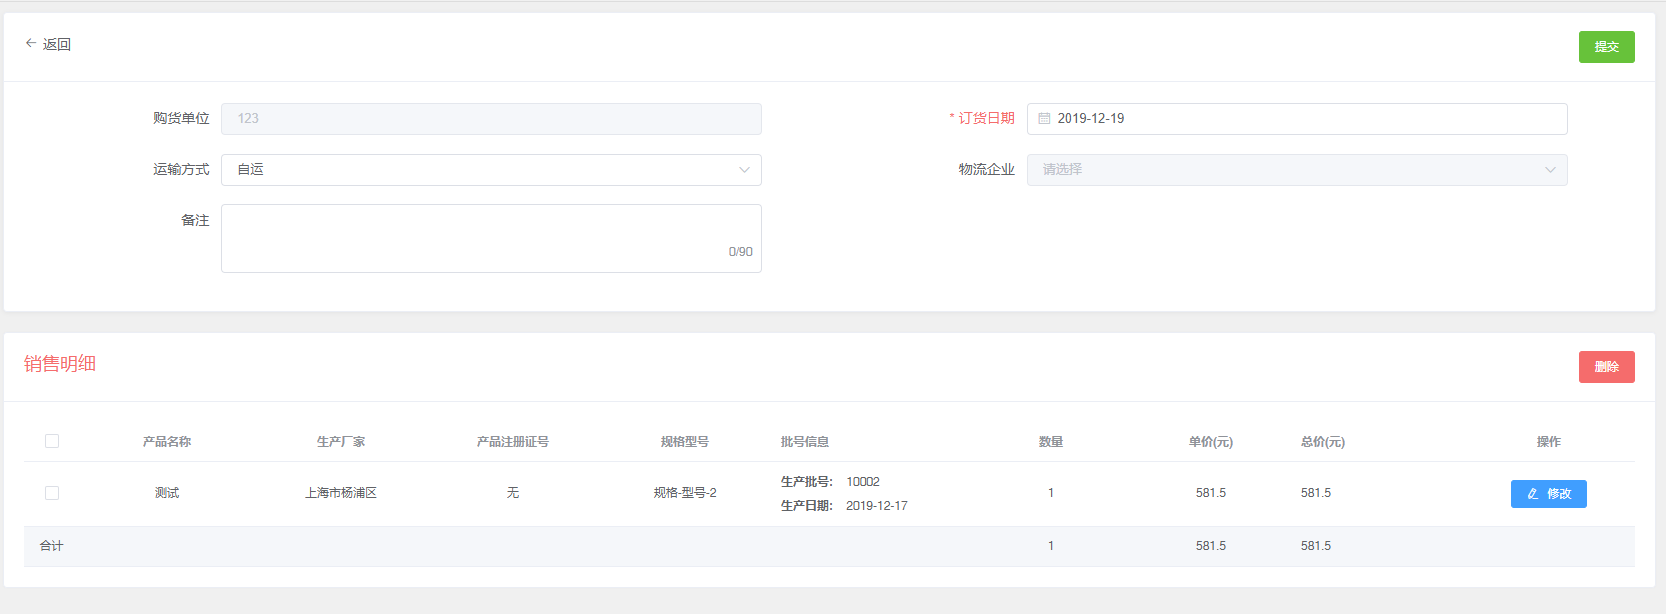 返回
提交
购货单位 123
* 订货日期 2019-12-19
运输方式 自运
物流企业 请选择
备注
0/90
销售明细
删除
产品名称 生产厂家 产品注册证号 规格型号 批号信息 数量 单价(元) 总价(元) 操作
测试 上海市杨浦区 无 规格-型号-2 生产批号: 10002 1 581.5 581.5 修改
生产日期: 2019-12-17
合计 1 581.5 581.5